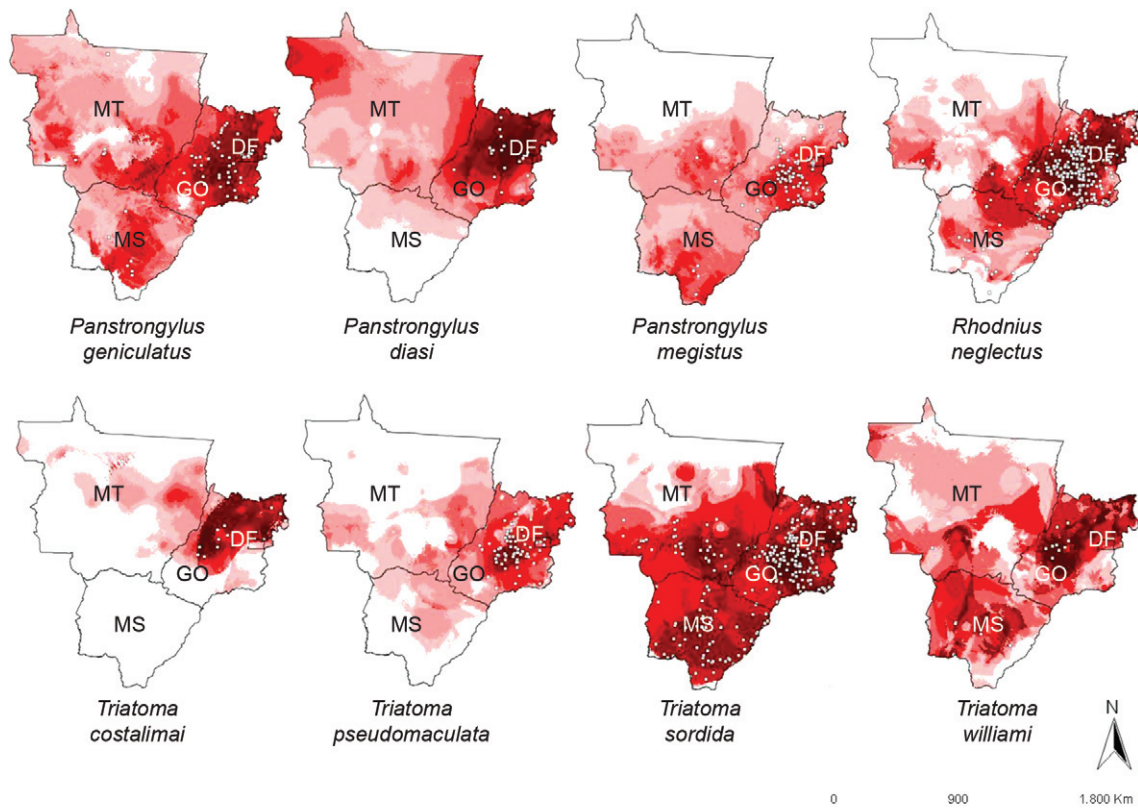 MT
DF
GO
MS
Panstrongylus
geniculatus
MT
DF
GO
MS
Panstrongylus
diasi
MT
DF
GO
MS
Panstrongylus
megistus
MT
DF
GO
MS
Rhodnius
neglectus
MT
DF
GO
MS
Triatoma
costalimai
MT
DF
GO
MS
Triatoma
pseudomaculata
MT
DF
GO
MS
Triatoma
sordida
MT
DF
GO
MS
Triatoma
williami
N
0 900 1.800 Km